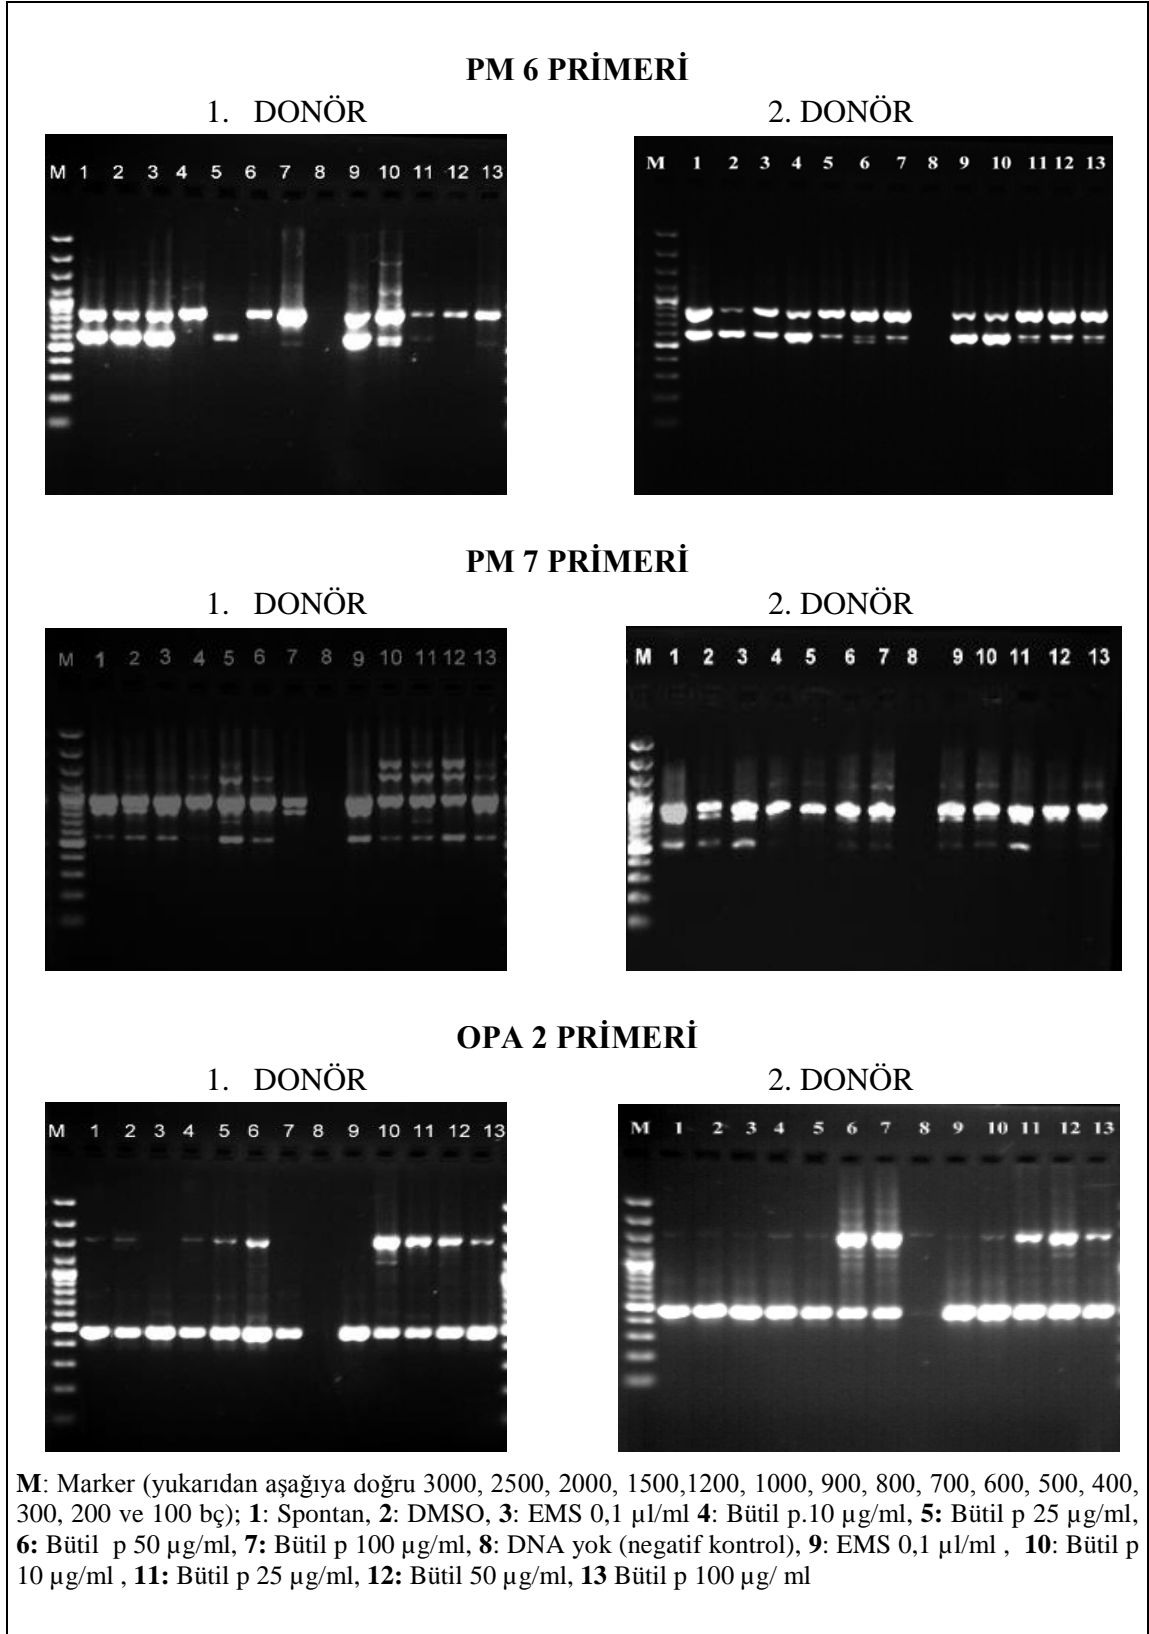 PM 6 PRİMERİ
1. DONÖR
2. DONÖR
M 1 2 3 4 5 6 7 8 9 10 11 12 13
M 1 2 3 4 5 6 7 8 9 10 11 12 13
PM 7 PRİMERİ
1. DONÖR
2. DONÖR
M 1 2 3 4 5 6 7 8 9 10 11 12 13
M 1 2 3 4 5 6 7 8 9 10 11 12 13
OPA 2 PRİMERİ
1. DONÖR
2. DONÖR
M 1 2 3 4 5 6 7 8 9 10 11 12 13
M 1 2 3 4 5 6 7 8 9 10 11 12 13
M: Marker (yukarıdan aşağıya doğru 3000, 2500, 2000, 1500,1200, 1000, 900, 800, 700, 600, 500, 400,
300, 200 ve 100 bç); 1: Spontan, 2: DMSO, 3: EMS 0,1 µl/ml 4: Bütil p.10 µg/ml, 5: Bütil p 25 µg/ml,
6: Bütil p 50 µg/ml, 7: Bütil p 100 µg/ml, 8: DNA yok (negatif kontrol), 9: EMS 0,1 µl/ml , 10: Bütil p
10 µg/ml , 11: Bütil p 25 µg/ml, 12: Bütil 50 µg/ml, 13 Bütil p 100 µg/ ml